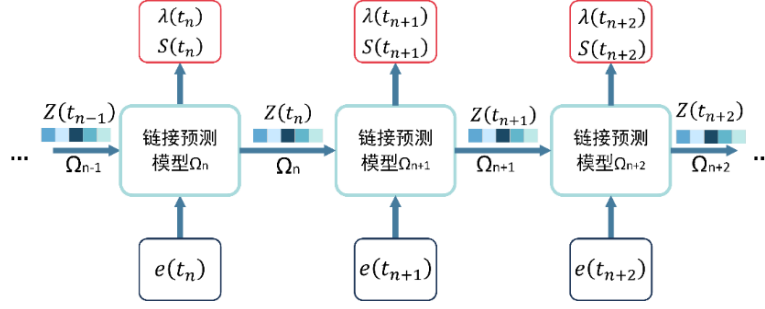 λ(tₙ)
S(tₙ)
λ(tₙ₊₁)
S(tₙ₊₁)
λ(tₙ₊₂)
S(tₙ₊₂)
Z(tₙ₋₁)
Z(tₙ)
Z(tₙ₊₁)
Z(tₙ₊₂)
...
Ωn-1
链接预测
模型Ωn
Ωn
链接预测
模型Ωn+1
Ωn+1
链接预测
模型Ωn+2
Ωn+2
..
e(tₙ)
e(tₙ₊₁)
e(tₙ₊₂)